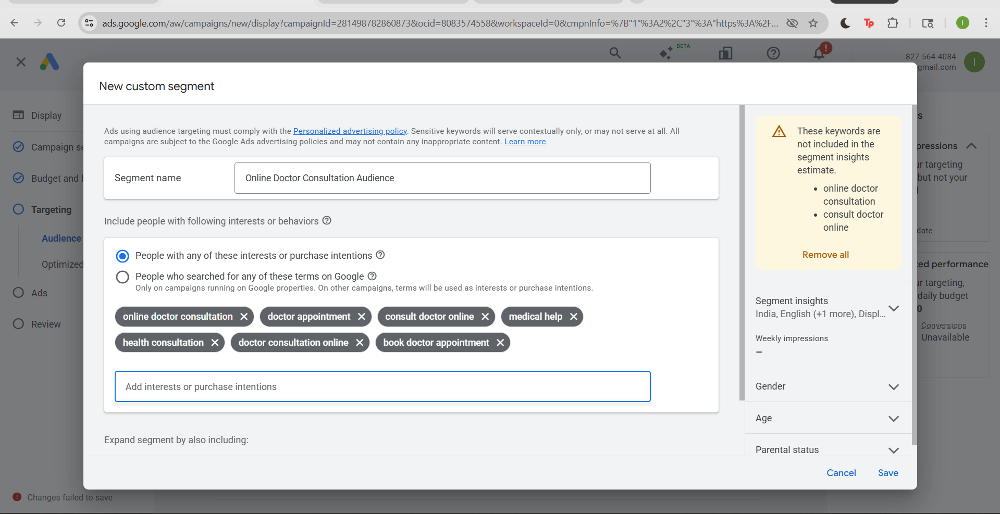 ads.google.com/aw/campaigns/new/display?campaignId=281498782860873&ocid=8083574558&workspaceId=0&cmpnInfo=%7B"1"%3A2%2C"3"%3A"https%3A%2F...
Tp
I
BETA
!
827-564-4084
gmail.com
I
New custom segment
Display
Campaign se
Budget and b
Targeting
Audience
Optimized
Ads
Review
! Changes failed to save
Ads using audience targeting must comply with the Personalized advertising policy. Sensitive keywords will serve contextually only, or may not serve at all. All
campaigns are subject to the Google Ads advertising policies and may not contain any inappropriate content. Learn more
Segment name
Online Doctor Consultation Audience
Include people with following interests or behaviors
People with any of these interests or purchase intentions
People who searched for any of these terms on Google
Only on campaigns running on Google properties. On other campaigns, terms will be used as interests or purchase intentions.
online doctor consultation
doctor appointment
consult doctor online
medical help
health consultation
doctor consultation online
book doctor appointment
Add interests or purchase intentions
Expand segment by also including:
These keywords are
not included in the
segment insights
estimate.
• online doctor
consultation
• consult doctor
online
Remove all
Segment insights
India, English (+1 more), Displ...
Weekly impressions
–
Gender
Age
Parental status
Cancel
Save
s
pressions
ur targeting
but not your
date
ted performance
ur targeting,
daily budget
0
Conversions
Unavailable